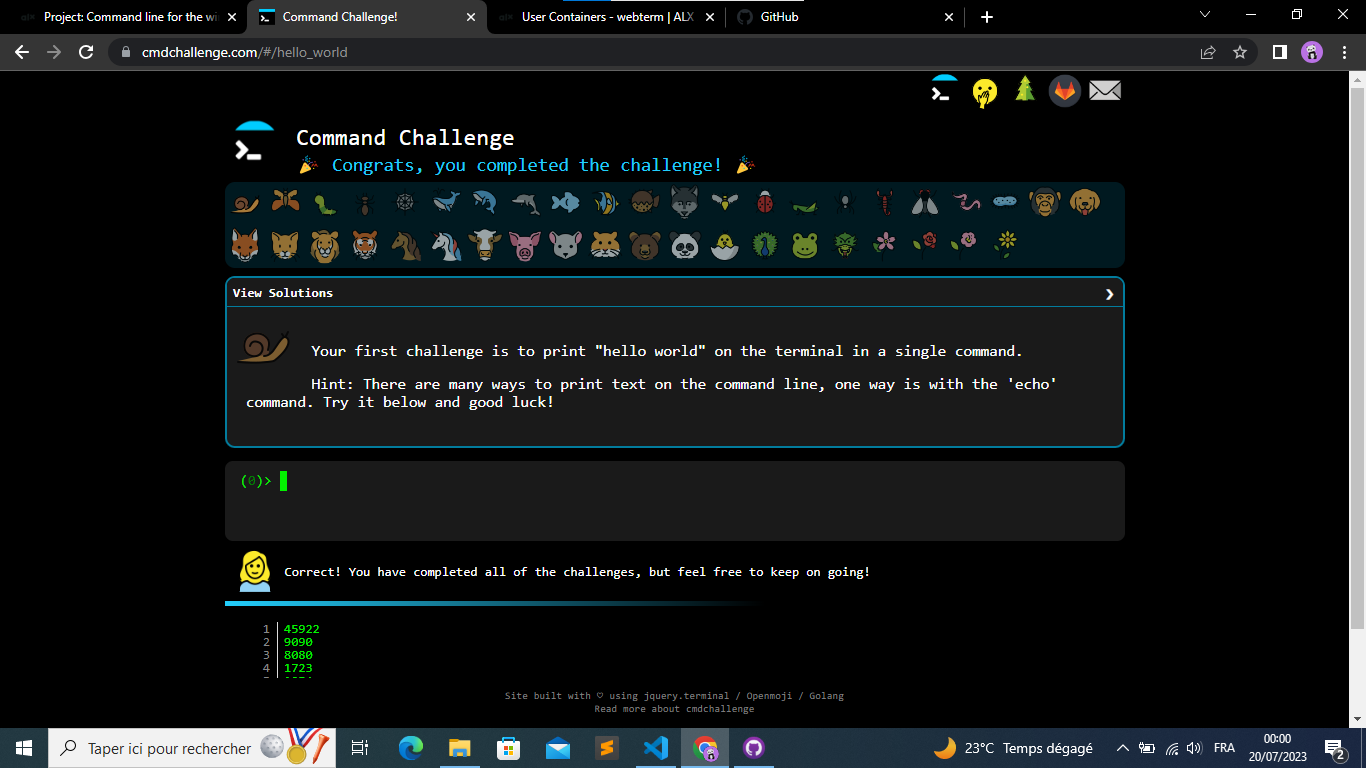 Project: Command line for the wi
Command Challenge!
User Containers - webterm | ALX
GitHub
cmdchallenge.com/#/hello_world
Command Challenge
Congrats, you completed the challenge!
View Solutions
Your first challenge is to print "hello world" on the terminal in a single command.
Hint: There are many ways to print text on the command line, one way is with the 'echo'
command. Try it below and good luck!
(0)>
Correct! You have completed all of the challenges, but feel free to keep on going!
1 45922
2 9090
3 8080
4 1723
Site built with ♡ using jquery.terminal / Openmoji / Golang
Read more about cmdchallenge
Taper ici pour rechercher
23°C Temps dégagé
FRA
00:00
20/07/2023
2